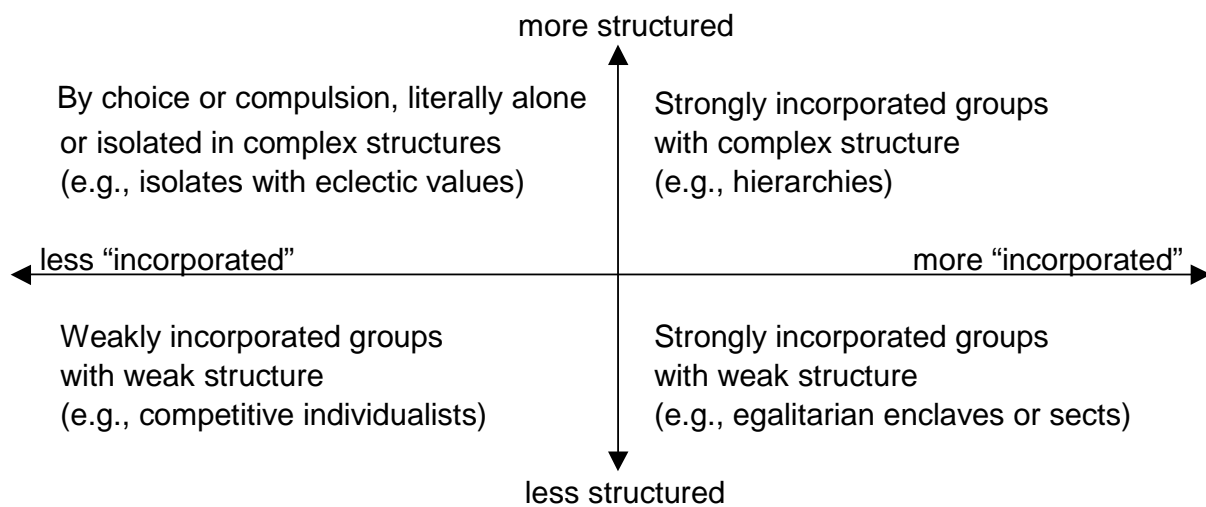 more structured
By choice or compulsion, literally alone
or isolated in complex structures
(e.g., isolates with eclectic values)
Strongly incorporated groups
with complex structure
(e.g., hierarchies)
less “incorporated”
more “incorporated”
Weakly incorporated groups
with weak structure
(e.g., competitive individualists)
Strongly incorporated groups
with weak structure
(e.g., egalitarian enclaves or sects)
less structured